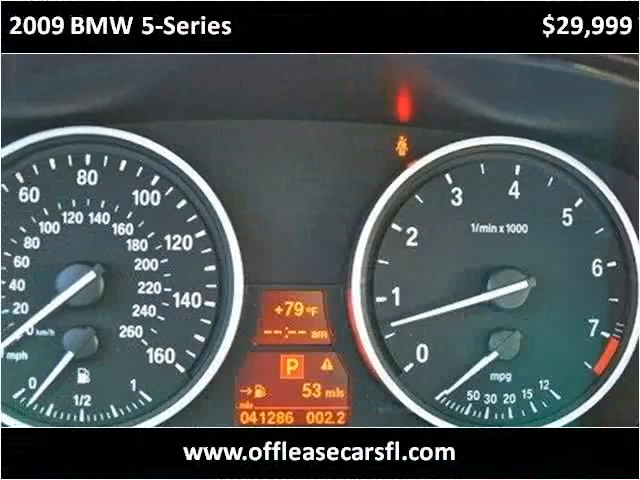 2009 BMW 5-Series $29,999
60 80 100 120 140 160
20 40 60 80 100 120 140 160 180 200 220 240 260
km/h
mph
0 1/2 1
+79°F
--:-- am
P
53 mls
mls
041286 002.2
0 1 2 3 4 5 6 7
1/min x 1000
mpg
50 30 20 15 12
www.offleasecarsfl.com